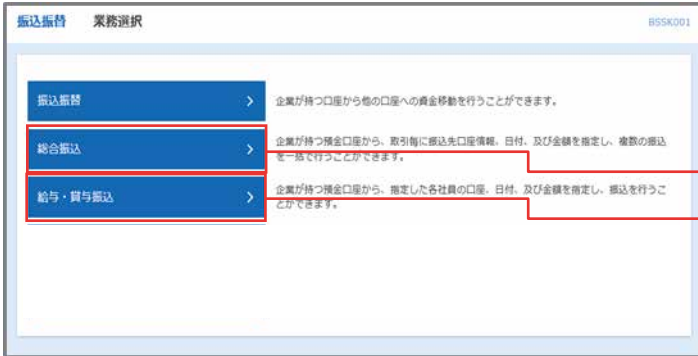 振込振替 業務選択 BSSK001
振込振替
企業が持つ口座から他の口座への資金移動を行うことができます。
総合振込
企業が持つ預金口座から、取引毎に振込先口座情報、日付、及び金額を指定し、複数の振込
を一括で行うことができます。
給与・賞与振込
企業が持つ預金口座から、指定した各社員の口座、日付、及び金額を指定し、振込を行うこ
とができます。